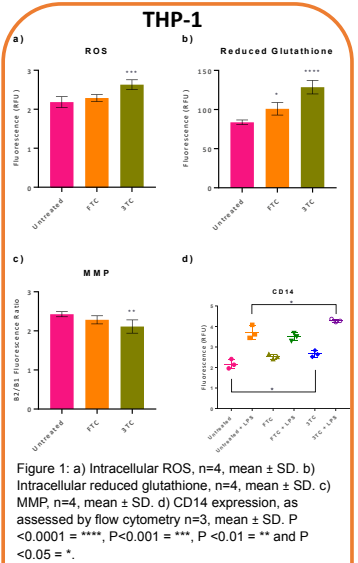 THP-1
a)
ROS
Fluorescence (RFU)
3
2
1
0
***
Untreated
FTC
3TC
b)
Reduced Glutathione
Fluorescence (RFU)
150
100
50
0
*
****
Untreated
FTC
3TC
c)
MMP
B2/B1 Fluorescence Ratio
3
2
1
0
**
Untreated
FTC
3TC
d)
CD14
Fluorescence (RFU)
5
4
3
2
1
0
*
*
Untreated
Untreated + LPS
FTC
FTC + LPS
3TC
3TC + LPS
Figure 1: a) Intracellular ROS, n=4, mean ± SD. b)
Intracellular reduced glutathione, n=4, mean ± SD. c)
MMP, n=4, mean ± SD. d) CD14 expression, as
assessed by flow cytometry n=3, mean ± SD. P
<0.0001 = ****, P<0.001 = ***, P <0.01 = ** and P
<0.05 = *.